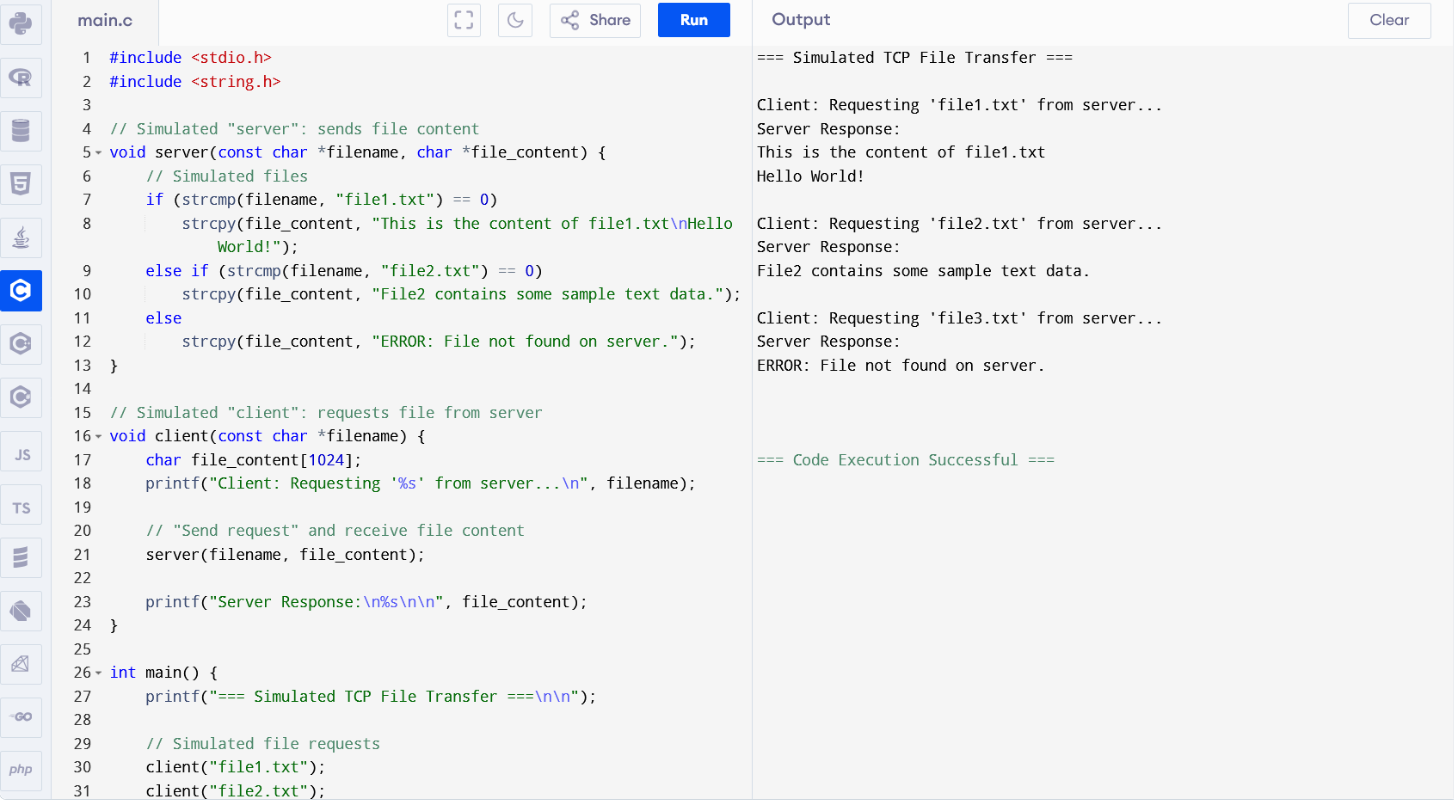 main.c
Share
Run
Output
Clear
1 #include <stdio.h>
2 #include <string.h>
3
4 // Simulated "server": sends file content
5 void server(const char *filename, char *file_content) {
6     // Simulated files
7     if (strcmp(filename, "file1.txt") == 0)
8         strcpy(file_content, "This is the content of file1.txt\nHello
            World!");
9     else if (strcmp(filename, "file2.txt") == 0)
10         strcpy(file_content, "File2 contains some sample text data.");
11     else
12         strcpy(file_content, "ERROR: File not found on server.");
13 }
14
15 // Simulated "client": requests file from server
16 void client(const char *filename) {
17     char file_content[1024];
18     printf("Client: Requesting '%s' from server...\n", filename);
19
20     // "Send request" and receive file content
21     server(filename, file_content);
22
23     printf("Server Response:\n%s\n\n", file_content);
24 }
25
26 int main() {
27     printf("=== Simulated TCP File Transfer ===\n\n");
28
29     // Simulated file requests
30     client("file1.txt");
31     client("file2.txt");
=== Simulated TCP File Transfer ===

Client: Requesting 'file1.txt' from server...
Server Response:
This is the content of file1.txt
Hello World!

Client: Requesting 'file2.txt' from server...
Server Response:
File2 contains some sample text data.

Client: Requesting 'file3.txt' from server...
Server Response:
ERROR: File not found on server.

=== Code Execution Successful ===
R
5
C
C
C
JS
TS
GO
php